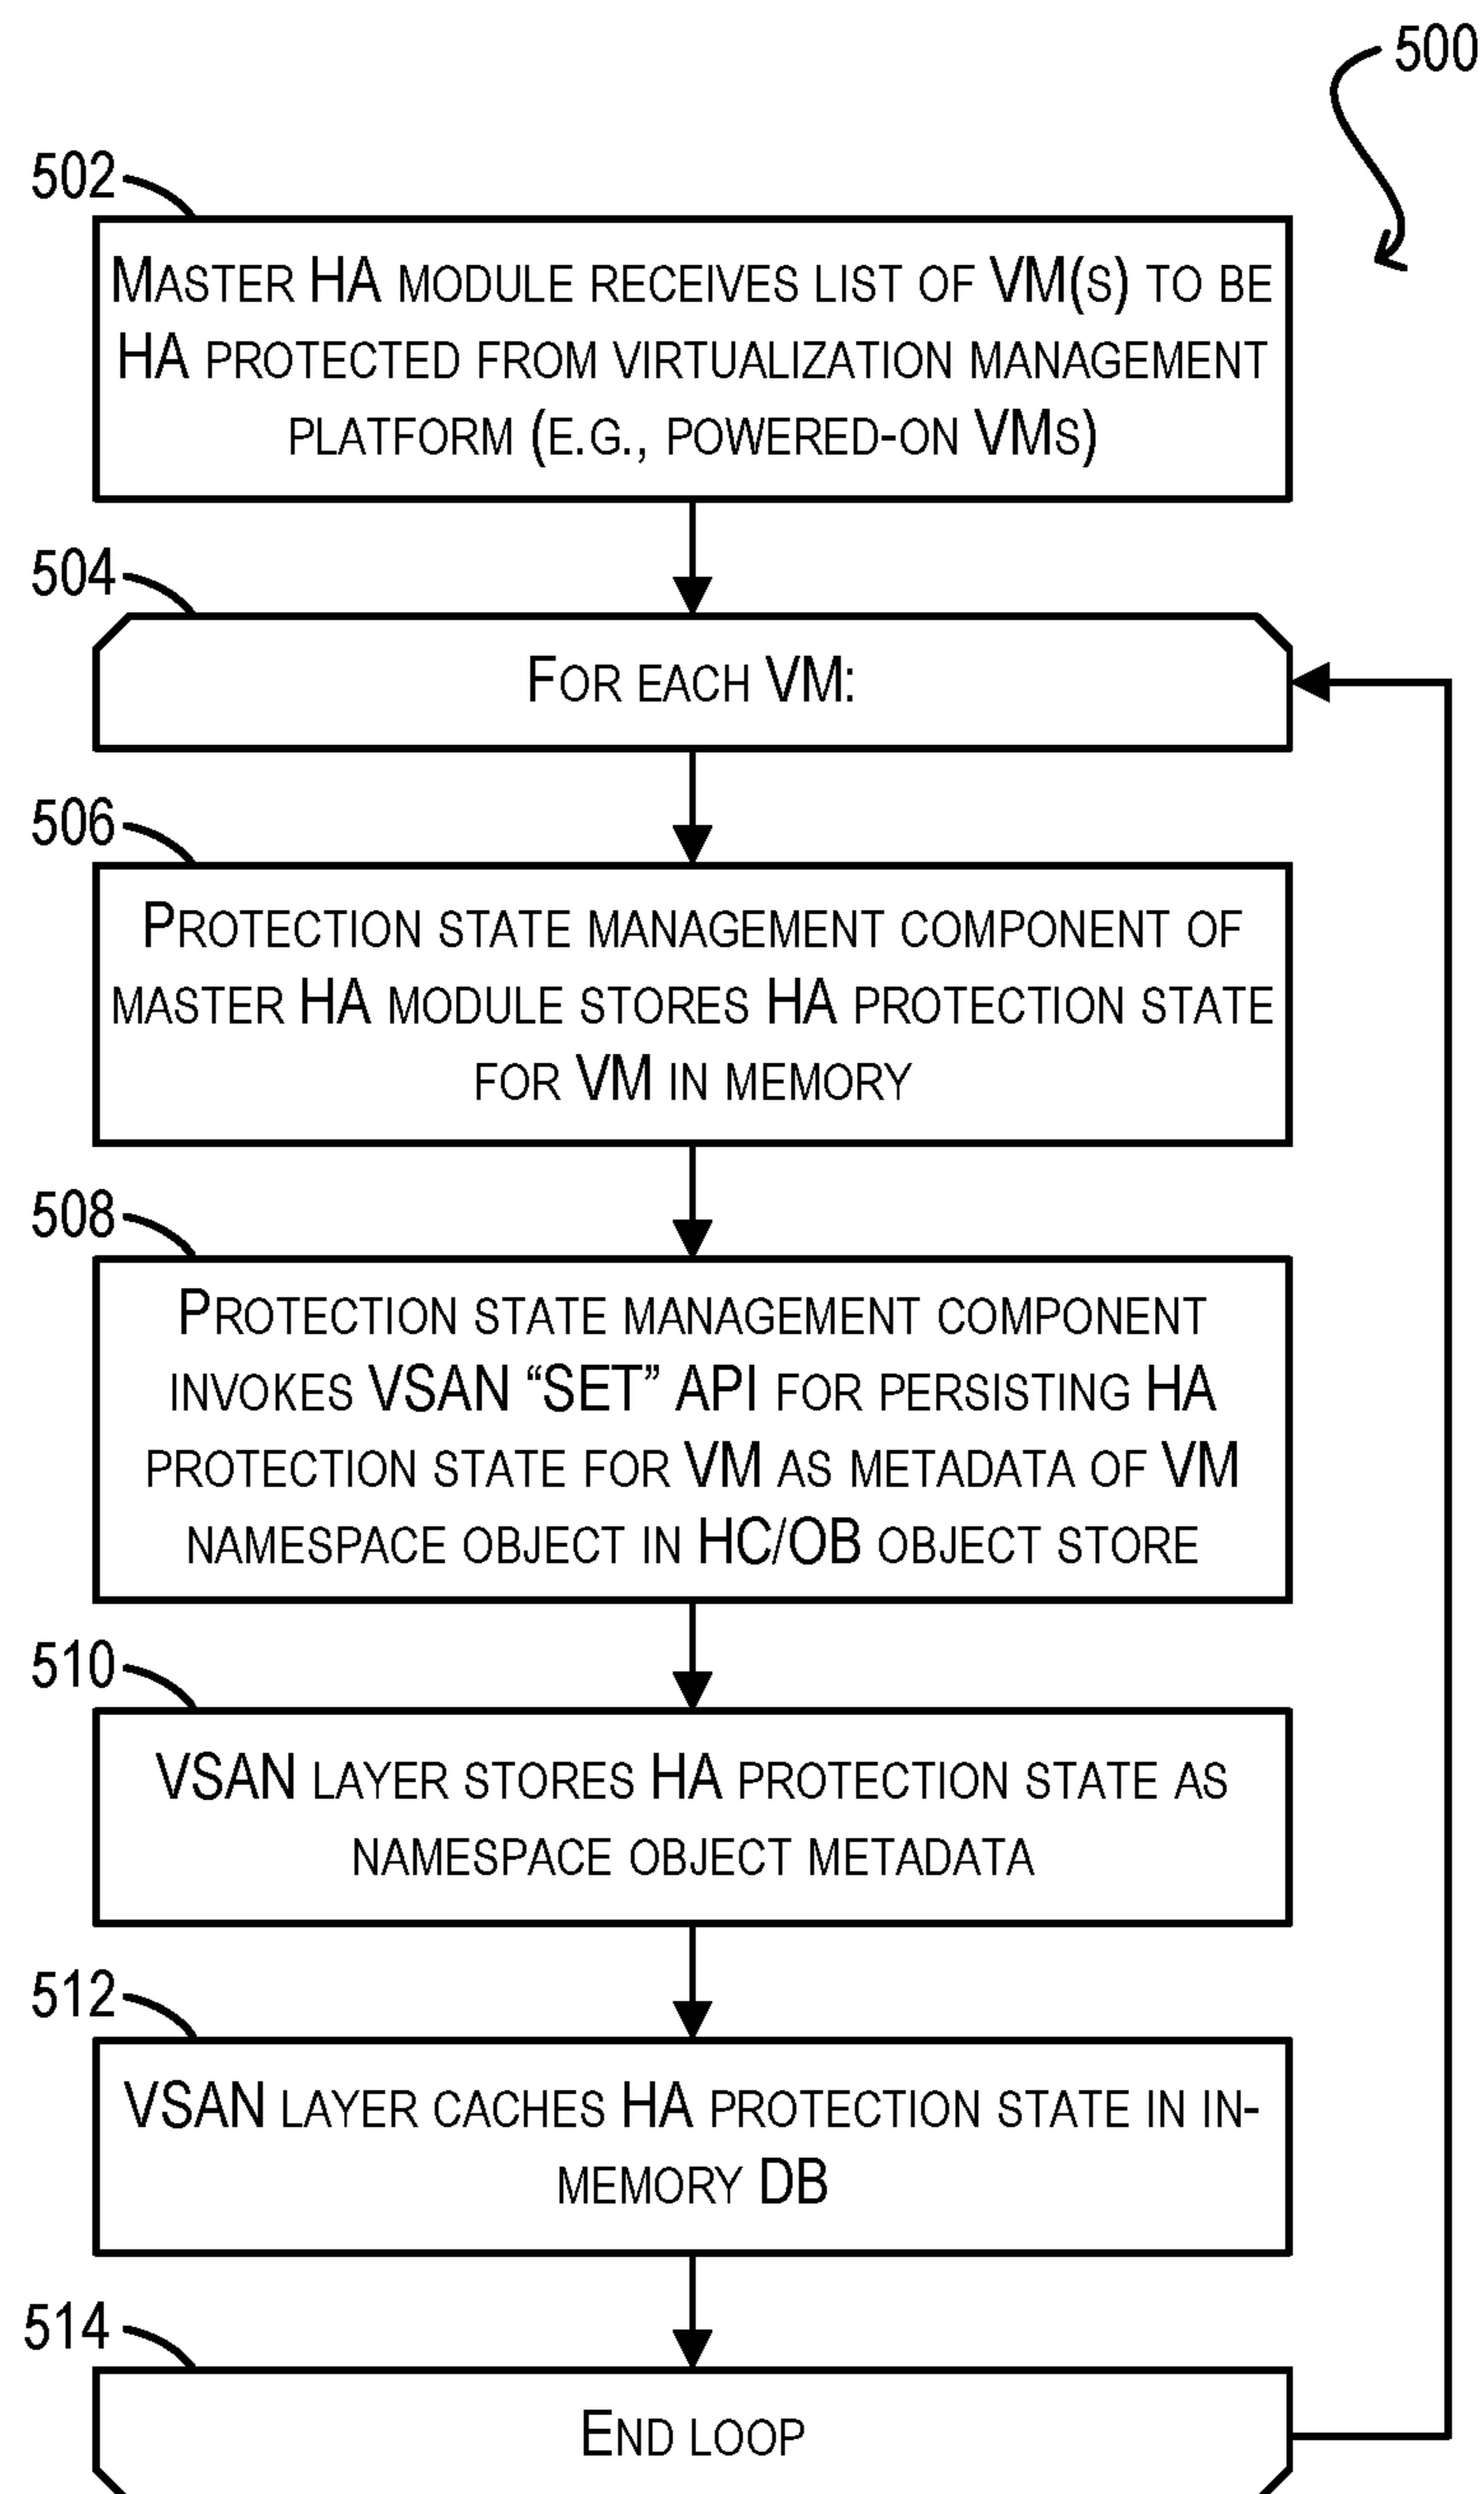 500
502
MASTER HA MODULE RECEIVES LIST OF VM(S) TO BE
HA PROTECTED FROM VIRTUALIZATION MANAGEMENT
PLATFORM (E.G., POWERED-ON VMS)
504
FOR EACH VM:
506
PROTECTION STATE MANAGEMENT COMPONENT OF
MASTER HA MODULE STORES HA PROTECTION STATE
FOR VM IN MEMORY
508
PROTECTION STATE MANAGEMENT COMPONENT
INVOKES VSAN “SET” API FOR PERSISTING HA
PROTECTION STATE FOR VM AS METADATA OF VM
NAMESPACE OBJECT IN HC/OB OBJECT STORE
510
VSAN LAYER STORES HA PROTECTION STATE AS
NAMESPACE OBJECT METADATA
512
VSAN LAYER CACHES HA PROTECTION STATE IN IN-
MEMORY DB
514
END LOOP